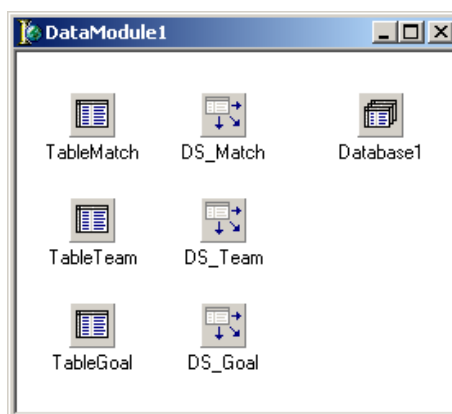 DataModule1
TableMatch DS_Match Database1
TableTeam DS_Team
TableGoal DS_Goal